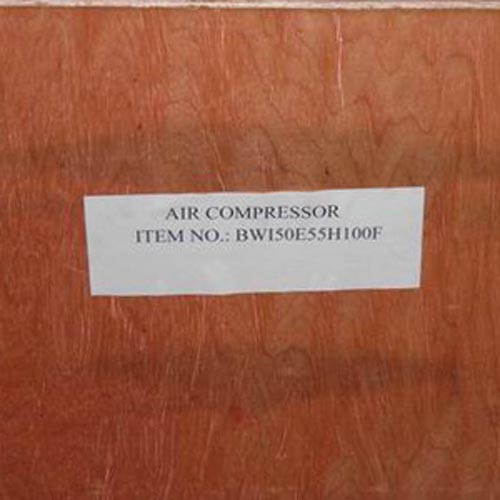 AIR COMPRESSOR
ITEM NO.: BWI50E55H100F